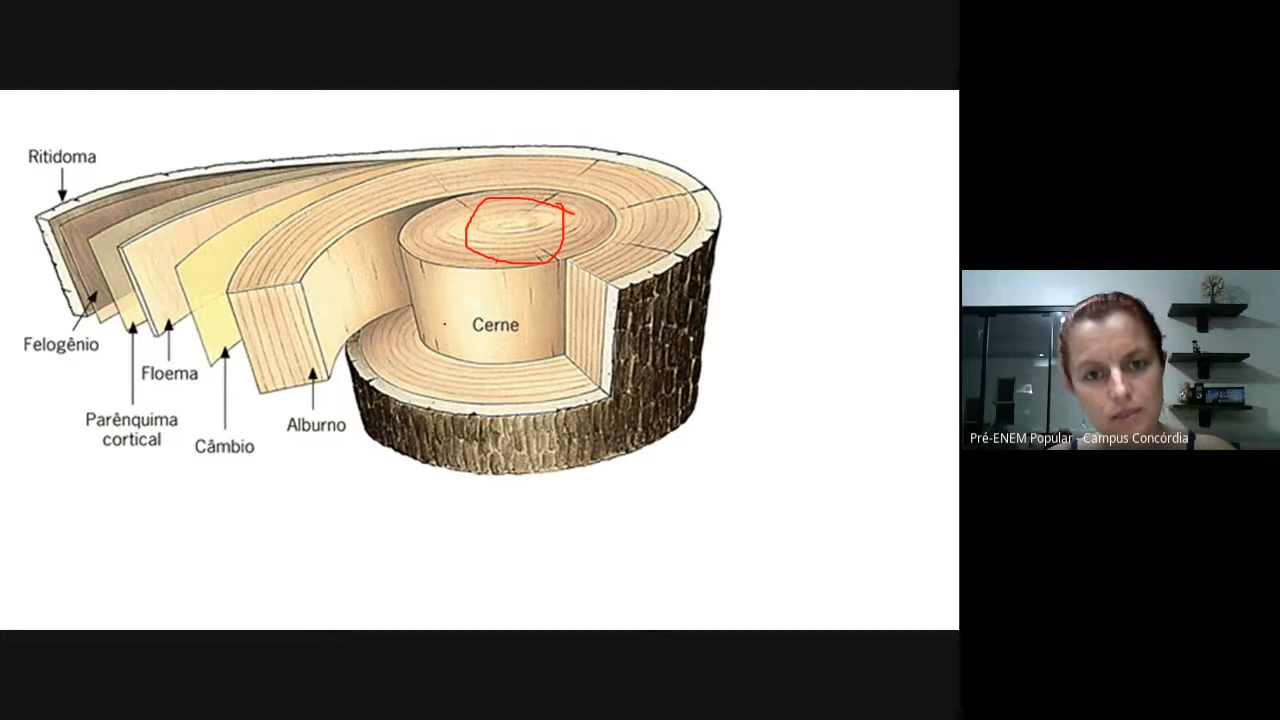 Ritidoma
Felogênio
Floema
Parênquima
cortical
Câmbio
Alburno
Cerne
Pré-ENEM Popular - Campus Concórdia